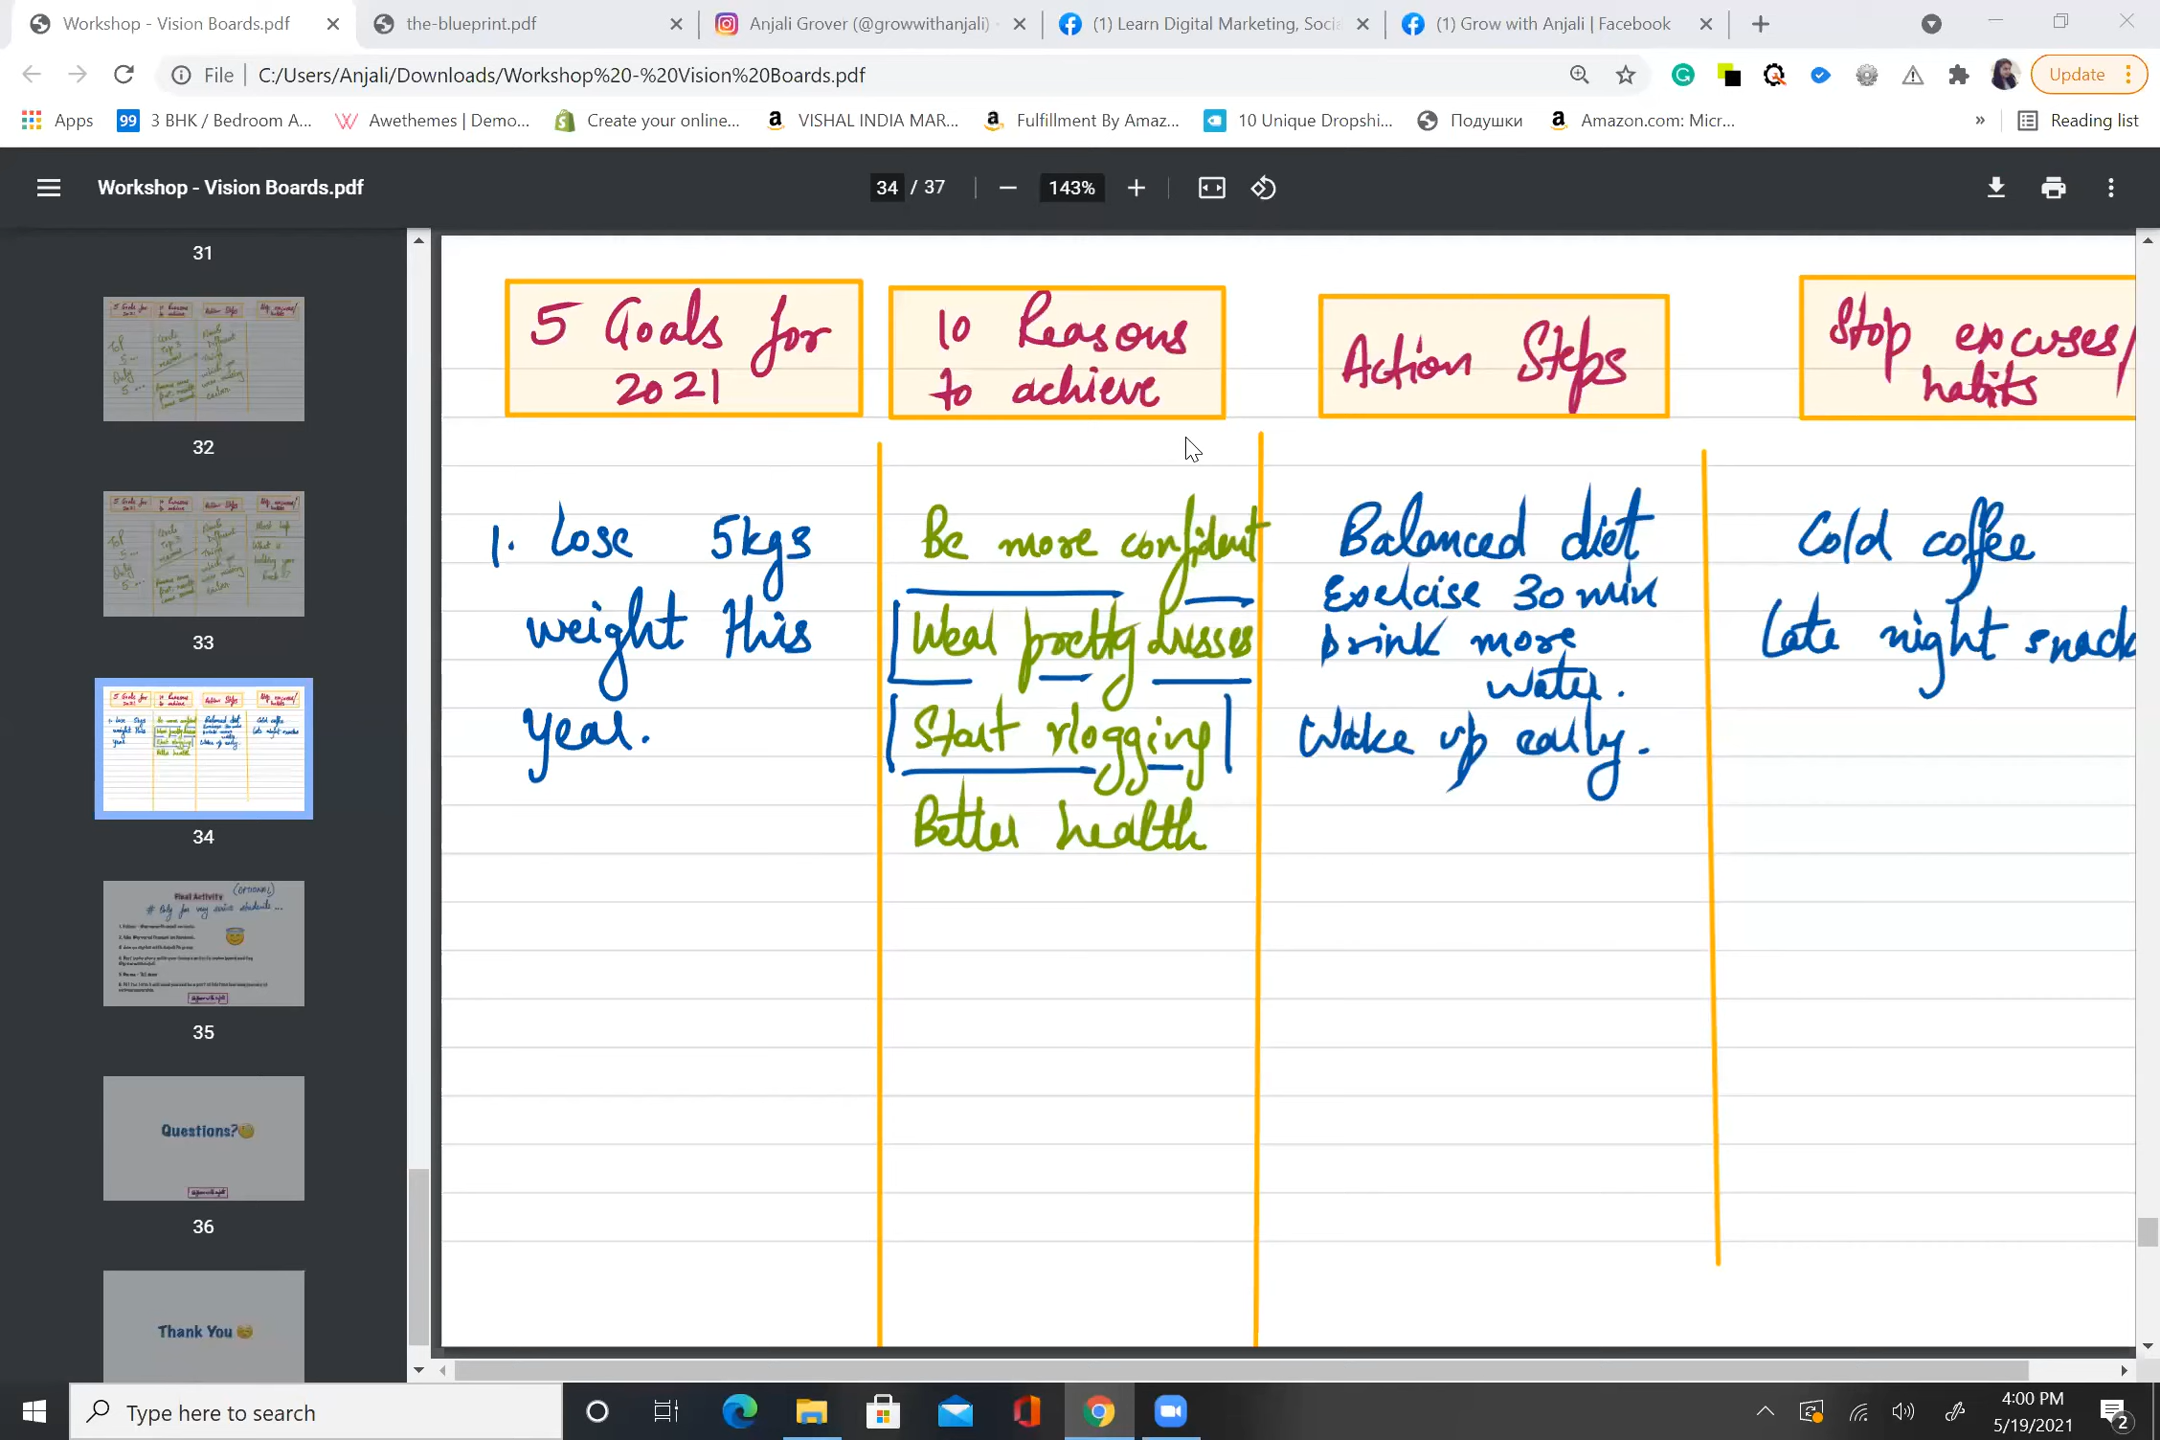 Workshop - Vision Boards.pdf
the-blueprint.pdf
Anjali Grover (@growwithanjali)
(1) Learn Digital Marketing, Soci
(1) Grow with Anjali | Facebook
File
C:/Users/Anjali/Downloads/Workshop%20-%20Vision%20Boards.pdf
Update
Apps
99 3 BHK / Bedroom A...
Awethemes | Demo...
Create your online...
VISHAL INDIA MAR...
Fulfillment By Amaz...
10 Unique Dropshi...
Подушки
Amazon.com: Micr...
»
Reading list
Workshop - Vision Boards.pdf
34 / 37
143%
31
32
33
34
35
Questions?
36
Thank You
5 Goals for
2021
10 Reasons
to achieve
Action Steps
Stop excuses/
habits
1. Lose 5kgs
weight this
year.
Be more confident
Wear pretty dresses
Start vlogging
Better health
Balanced diet
Exercise 30 min
Drink more
water.
Wake up early.
Cold coffee
Late night snack
Type here to search
4:00 PM
5/19/2021
2